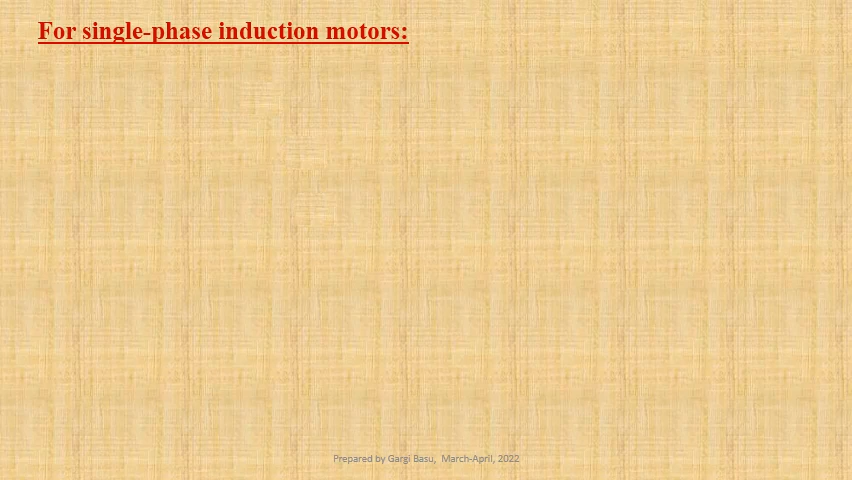 For single-phase induction motors:
Prepared by Gargi Basu,  March-April, 2022